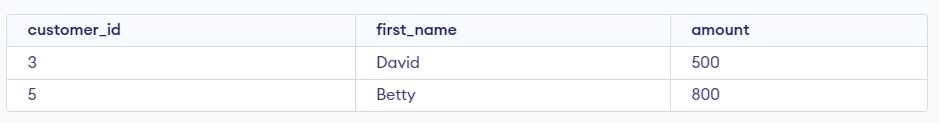 customer_id first_name amount
3 David 500
5 Betty 800